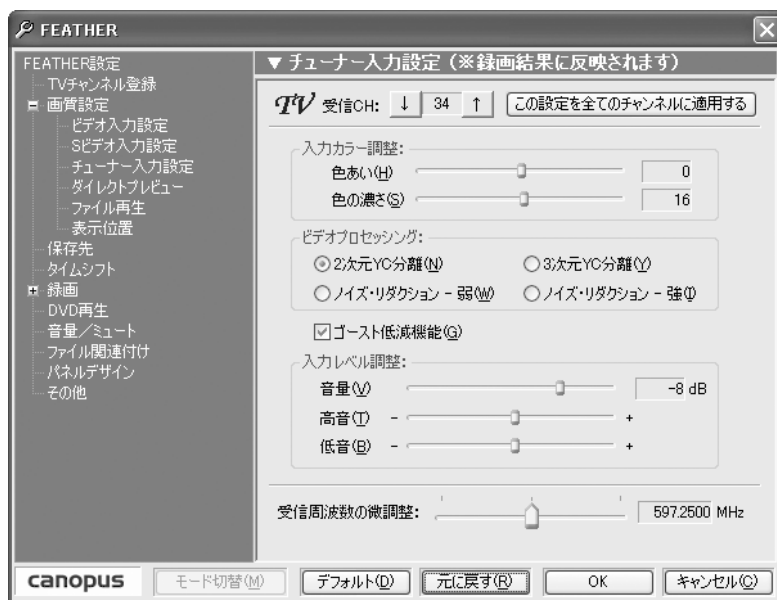 FEATHER
FEATHER設定
TVチャンネル登録
画質設定
ビデオ入力設定
Sビデオ入力設定
チューナー入力設定
ダイレクトプレビュー
ファイル再生
表示位置
保存先
タイムシフト
録画
DVD再生
音量／ミュート
ファイル関連付け
パネルデザイン
その他
▼ チューナー入力設定（※録画結果に反映されます）
TV 受信CH: ↓ 34 ↑ この設定を全てのチャンネルに適用する
入力カラー調整:
色あい(H) 0
色の濃さ(S) 16
ビデオプロセッシング:
2次元YC分離(N) 3次元YC分離(Y)
ノイズ・リダクション - 弱(W) ノイズ・リダクション - 強(I)
ゴースト低減機能(G)
入力レベル調整:
音量(V) -8 dB
高音(T) - +
低音(B) - +
受信周波数の微調整: 597.2500 MHz
canopus モード切替(M) デフォルト(D) 元に戻す(R) OK キャンセル(C)